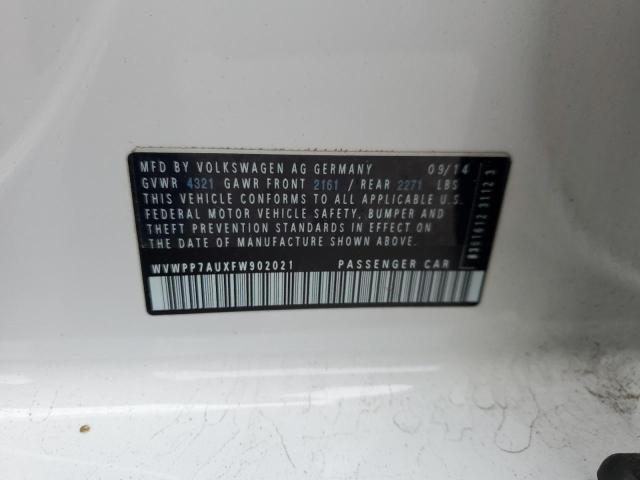 MFD BY VOLKSWAGEN AG GERMANY 09/14
GVWR 4321 GAWR FRONT 2161 / REAR 2271 LBS
THIS VEHICLE CONFORMS TO ALL APPLICABLE U.S.
FEDERAL MOTOR VEHICLE SAFETY, BUMPER AND
THEFT PREVENTION STANDARDS IN EFFECT ON THE
DATE OF MANUFACTURE SHOWN ABOVE.
WVWPP7AUXFW902021 PASSENGER CAR